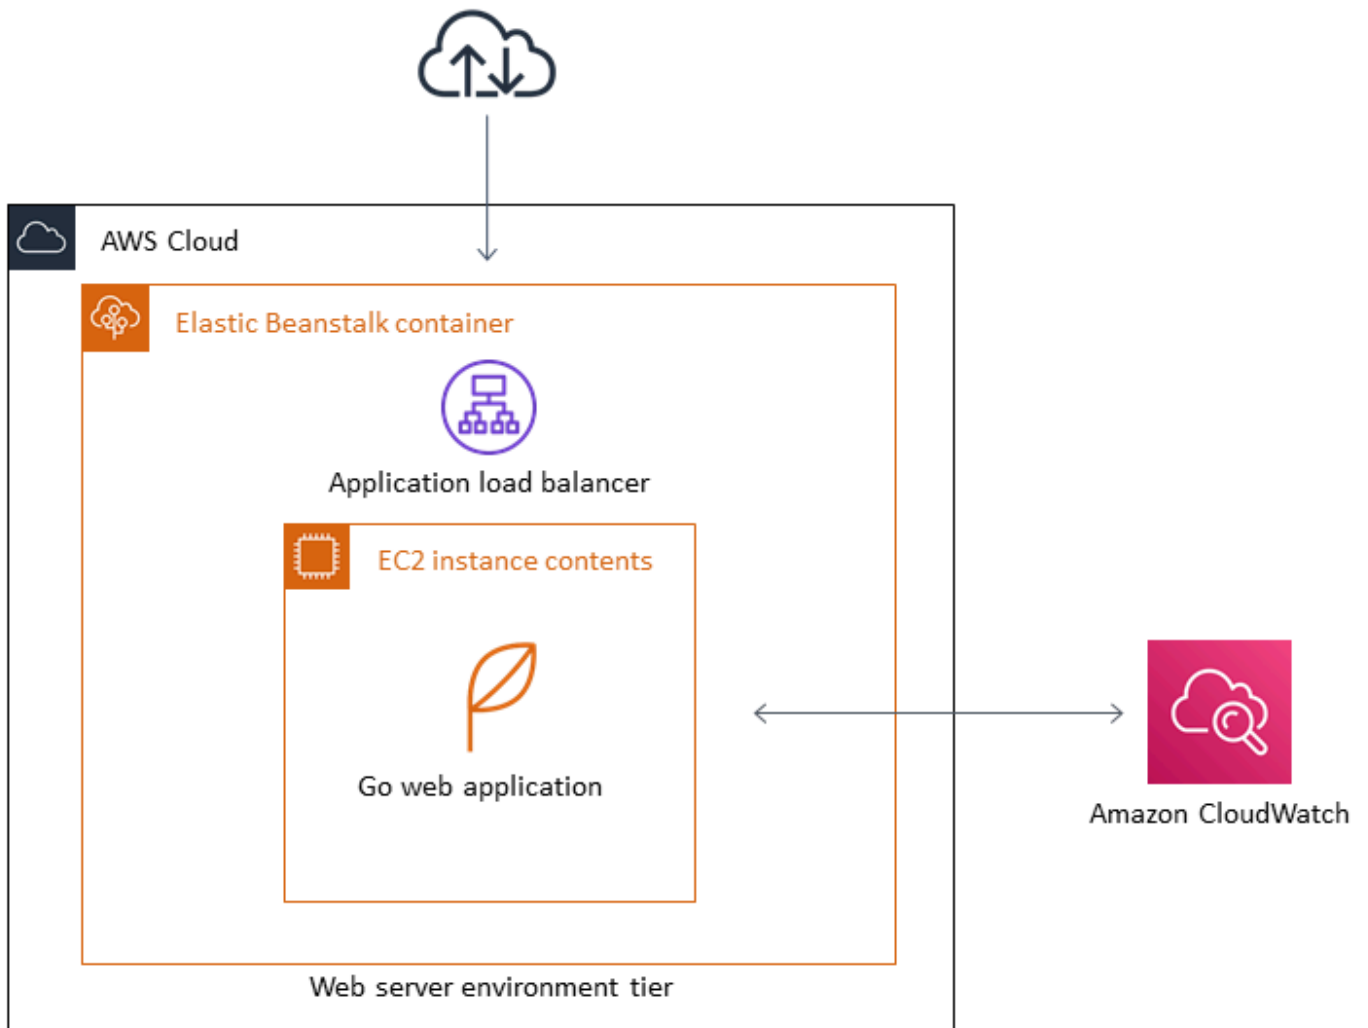 AWS Cloud
Elastic Beanstalk container
Application load balancer
EC2 instance contents
Go web application
Amazon CloudWatch
Web server environment tier